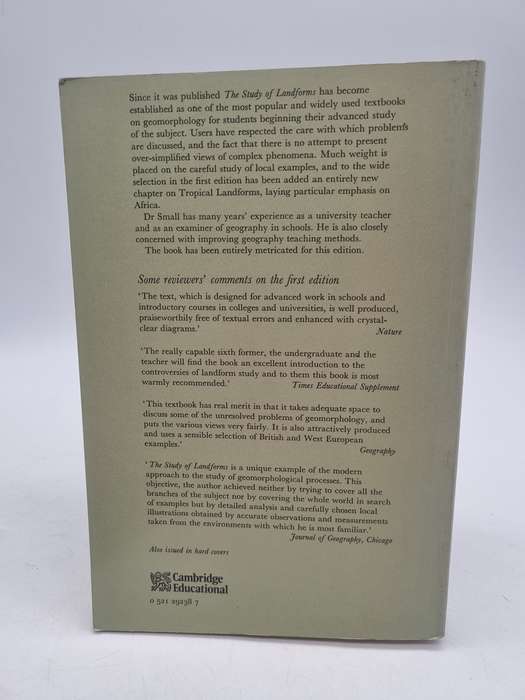 Since it was published The Study of Landforms has become
established as one of the most popular and widely used textbooks
on geomorphology for students beginning their advanced study
of the subject. Users have respected the care with which problems
are discussed, and the fact that there is no attempt to present
over-simplified views of complex phenomena. Much weight is
placed on the careful study of local examples, and to the wide
selection in the first edition has been added an entirely new
chapter on Tropical Landforms, laying particular emphasis on
Africa.
Dr Small has many years' experience as a university teacher
and as an examiner of geography in schools. He is also closely
concerned with improving geography teaching methods.
The book has been entirely metricated for this edition.
Some reviewers' comments on the first edition
'The text, which is designed for advanced work in schools and
introductory courses in colleges and universities, is well produced,
praiseworthily free of textual errors and enhanced with crystal-
clear diagrams.' Nature
'The really capable sixth former, the undergraduate and the
teacher will find the book an excellent introduction to the
controversies of landform study and to them this book is most
warmly recommended.' Times Educational Supplement
'This textbook has real merit in that it takes adequate space to
discuss some of the unresolved problems of geomorphology, and
puts the various views very fairly. It is also attractively produced
and uses a sensible selection of British and West European
examples.' Geography
'The Study of Landforms is a unique example of the modern
approach to the study of geomorphological processes. This
objective, the author achieved neither by trying to cover all the
branches of the subject nor by covering the whole world in search
of examples but by detailed analysis and carefully chosen local
illustrations obtained by accurate observations and measurements
taken from the environments with which he is most familiar.'
Journal of Geography, Chicago
Also issued in hard covers
Cambridge
Educational
0 521 29238 7